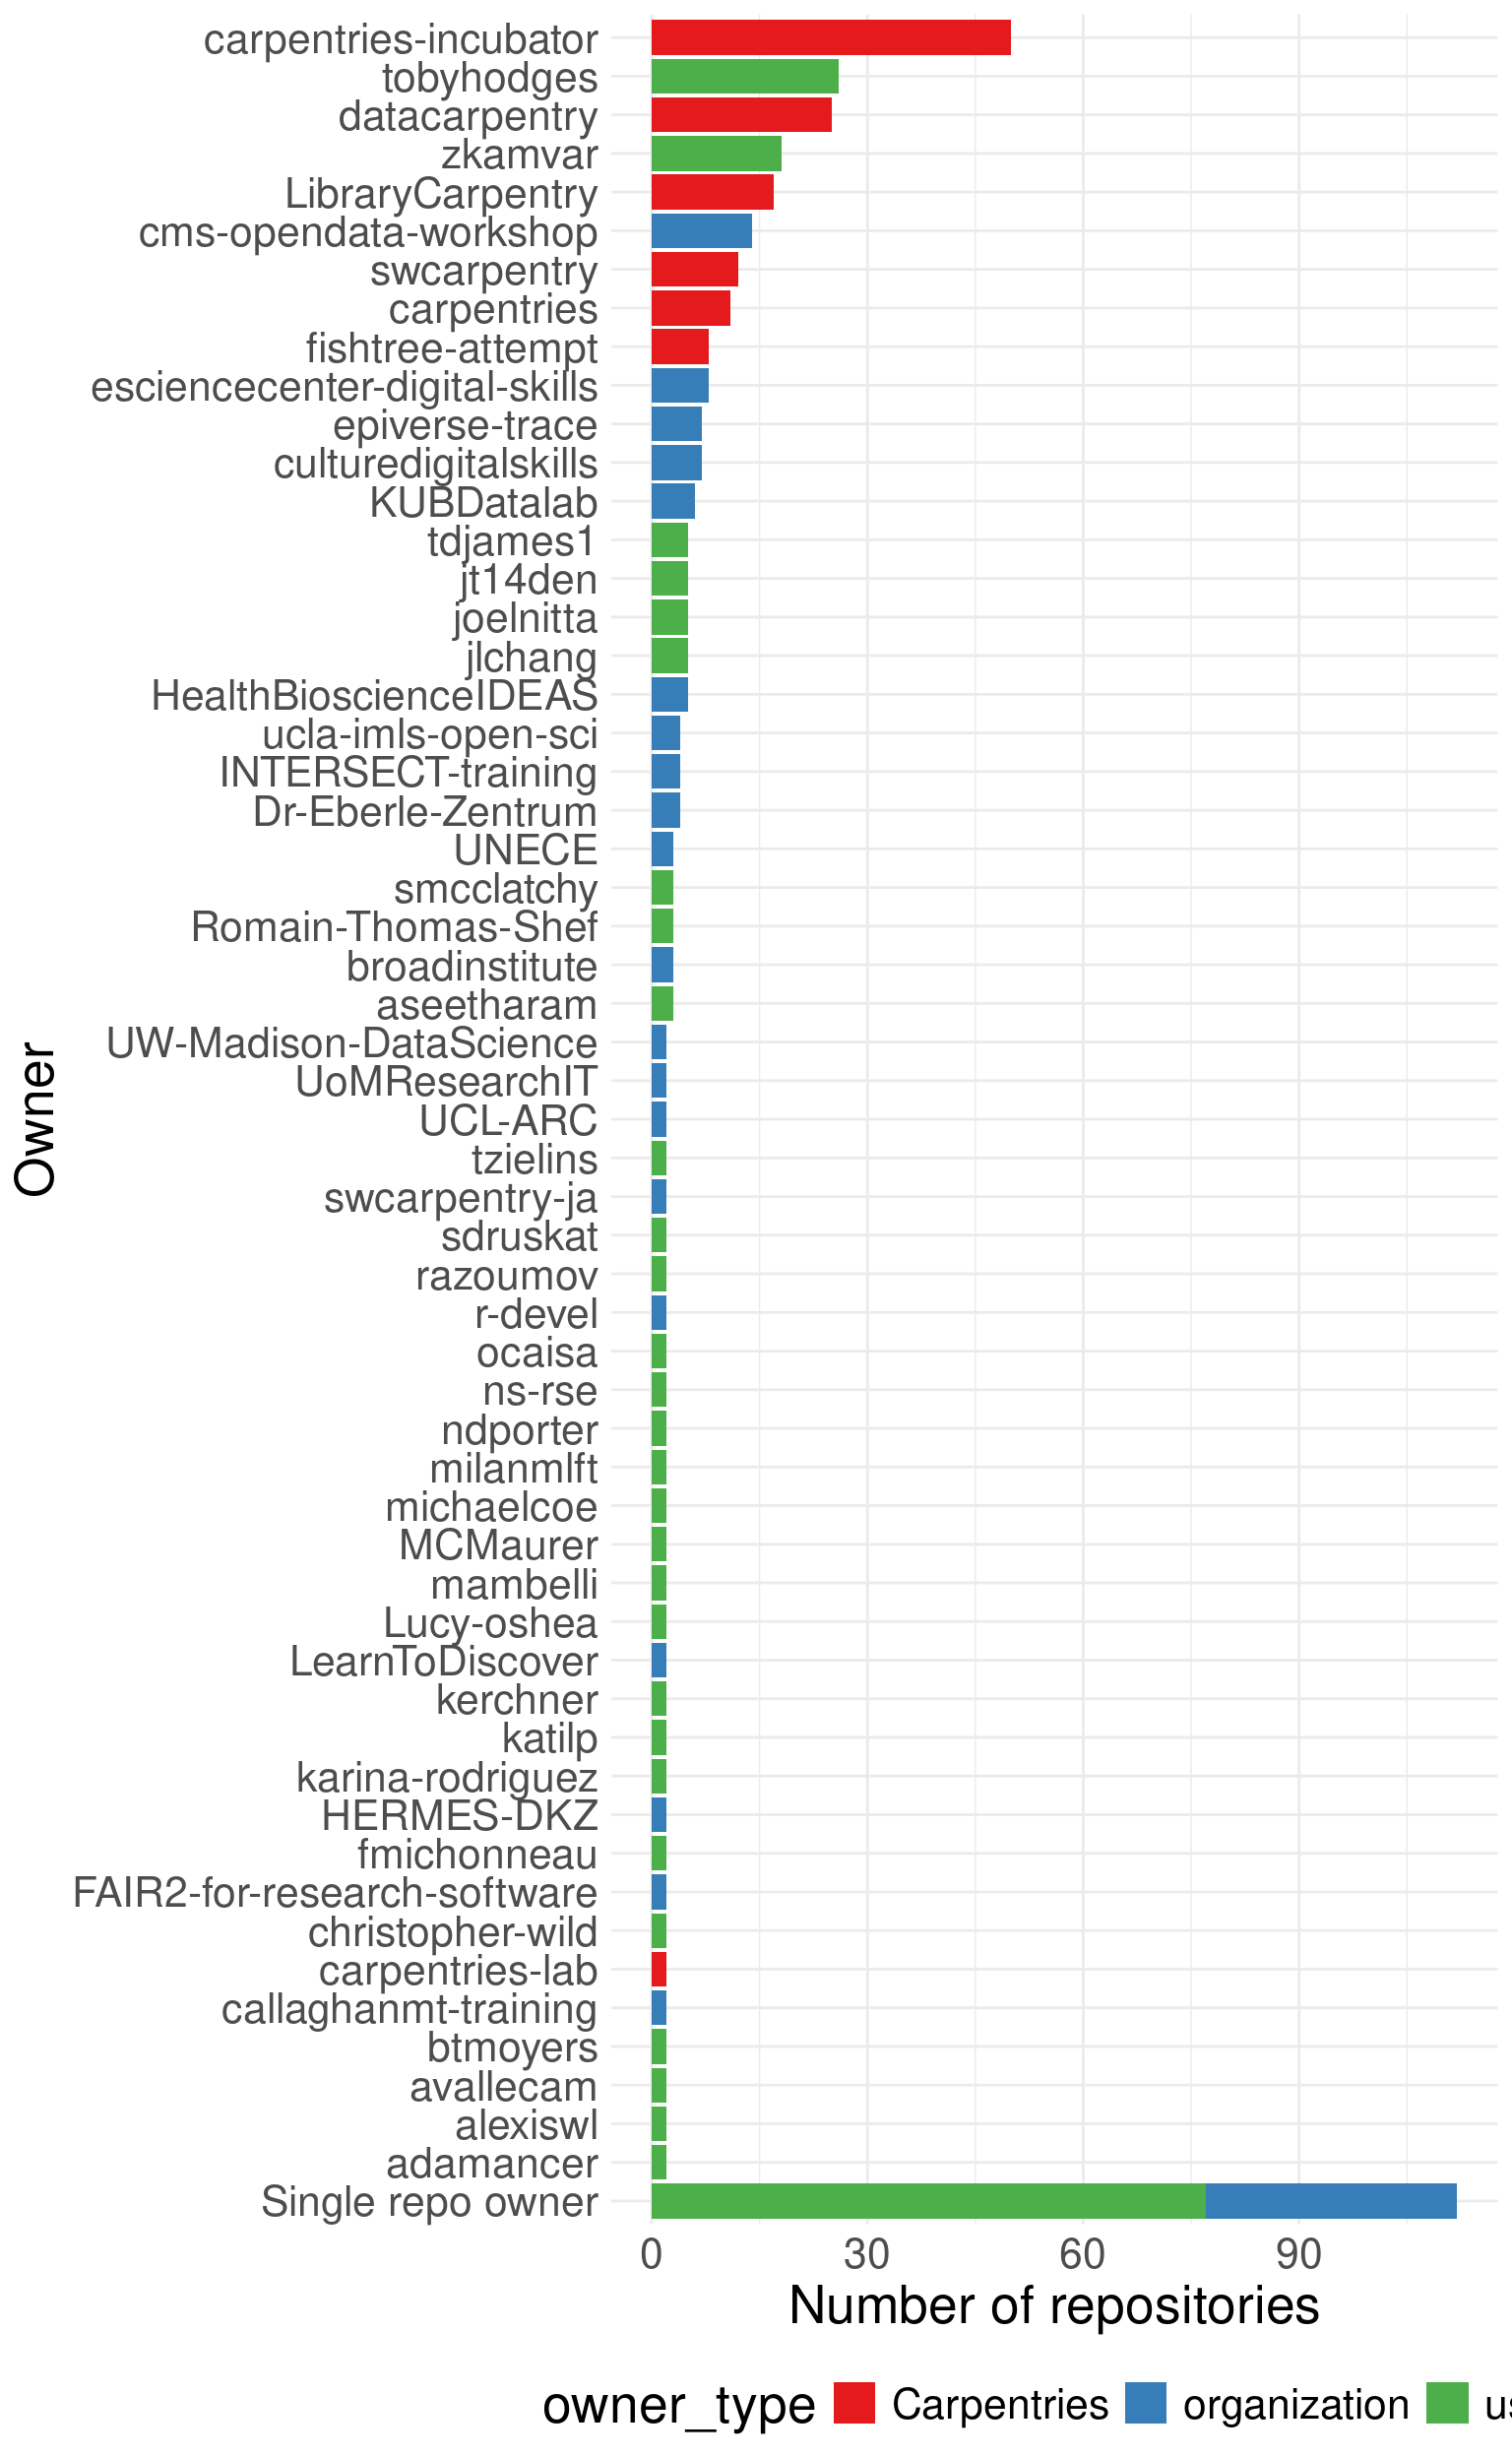 carpentries-incubator
tobyhodges
datacarpentry
zkamvar
LibraryCarpentry
cms-opendata-workshop
swcarpentry
carpentries
fishtree-attempt
esciencecenter-digital-skills
epiverse-trace
culturedigitalskills
KUBDatalab
tdjames1
jt14den
joelnitta
jlchang
HealthBioscienceIDEAS
ucla-imls-open-sci
INTERSECT-training
Dr-Eberle-Zentrum
UNECE
smcclatchy
Romain-Thomas-Shef
broadinstitute
aseetharam
UW-Madison-DataScience
UoMResearchIT
UCL-ARC
tzielins
swcarpentry-ja
sdruskat
razoumov
r-devel
ocaisa
ns-rse
ndporter
milanmlft
michaelcoe
MCMaurer
mambelli
Lucy-oshea
LearnToDiscover
kerchner
katilp
karina-rodriguez
HERMES-DKZ
fmichonneau
FAIR2-for-research-software
christopher-wild
carpentries-lab
callaghanmt-training
btmoyers
avallecam
alexiswl
adamancer
Single repo owner
Owner
0 30 60 90
Number of repositories
owner_type Carpentries organization